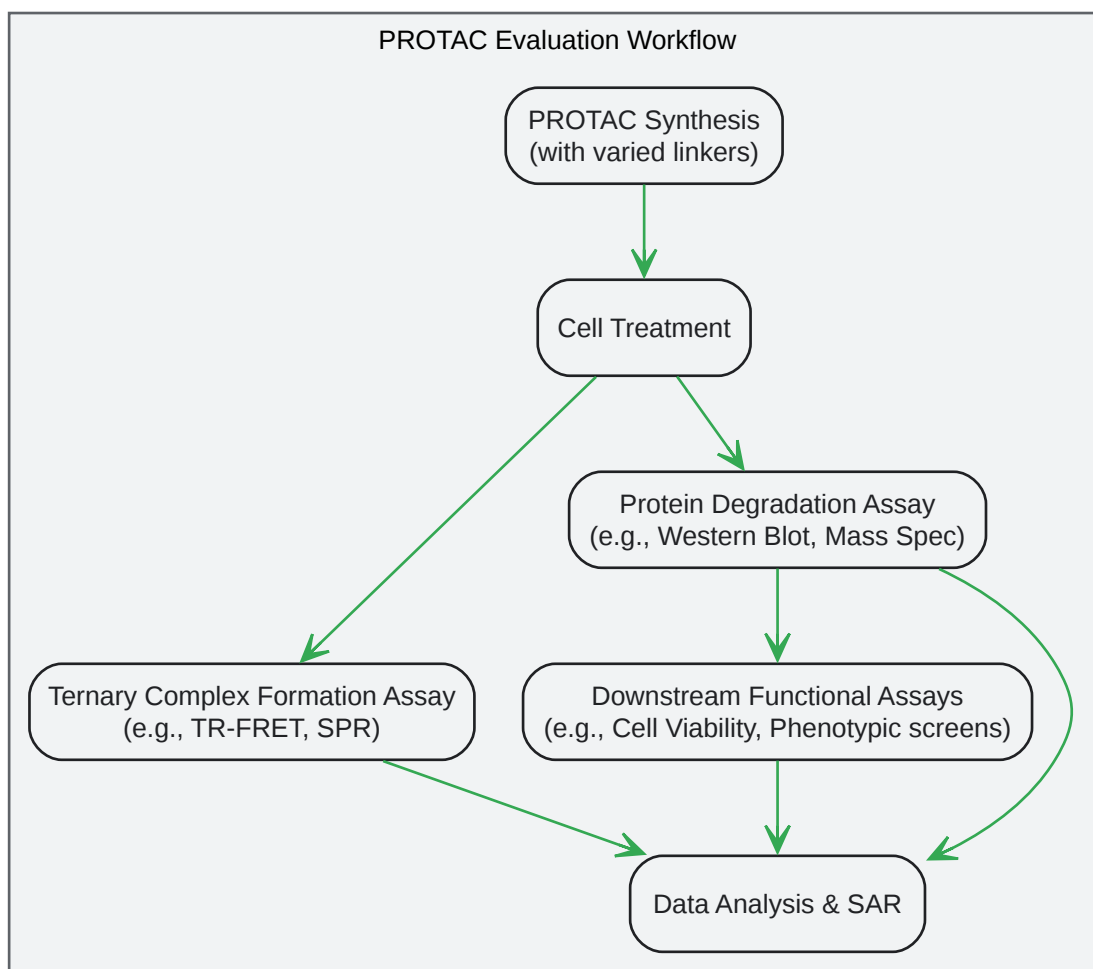 PROTAC Evaluation Workflow
PROTAC Synthesis
(with varied linkers)
Cell Treatment
Protein Degradation Assay
(e.g., Western Blot, Mass Spec)
Ternary Complex Formation Assay
(e.g., TR-FRET, SPR)
Downstream Functional Assays
(e.g., Cell Viability, Phenotypic screens)
Data Analysis & SAR